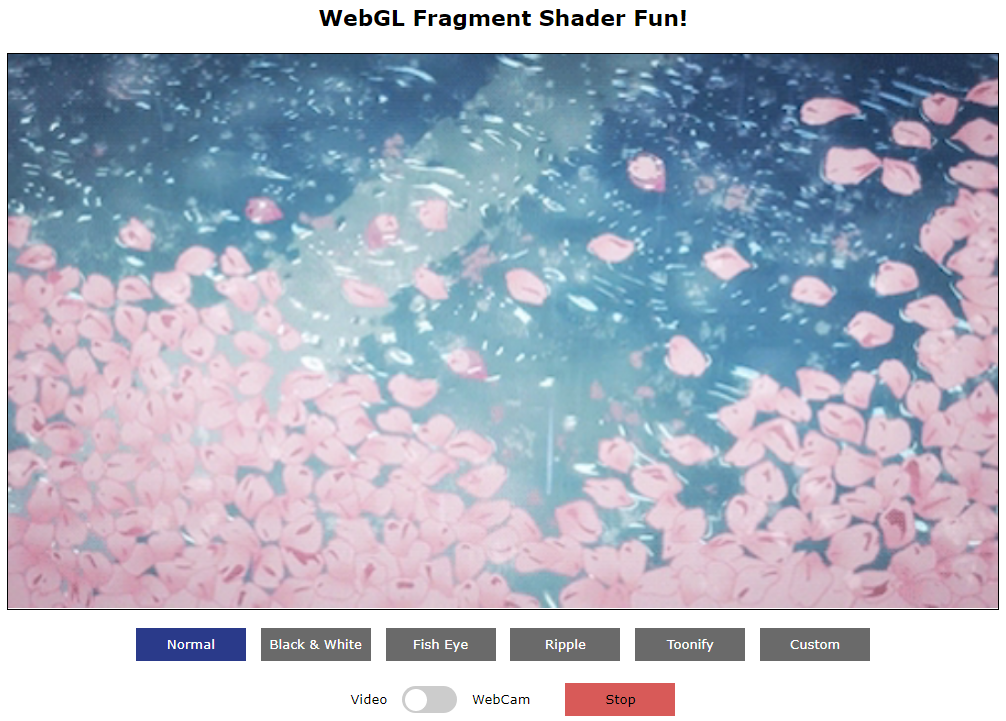 WebGL Fragment Shader Fun!
Normal Black & White Fish Eye Ripple Toonify Custom
Video WebCam Stop